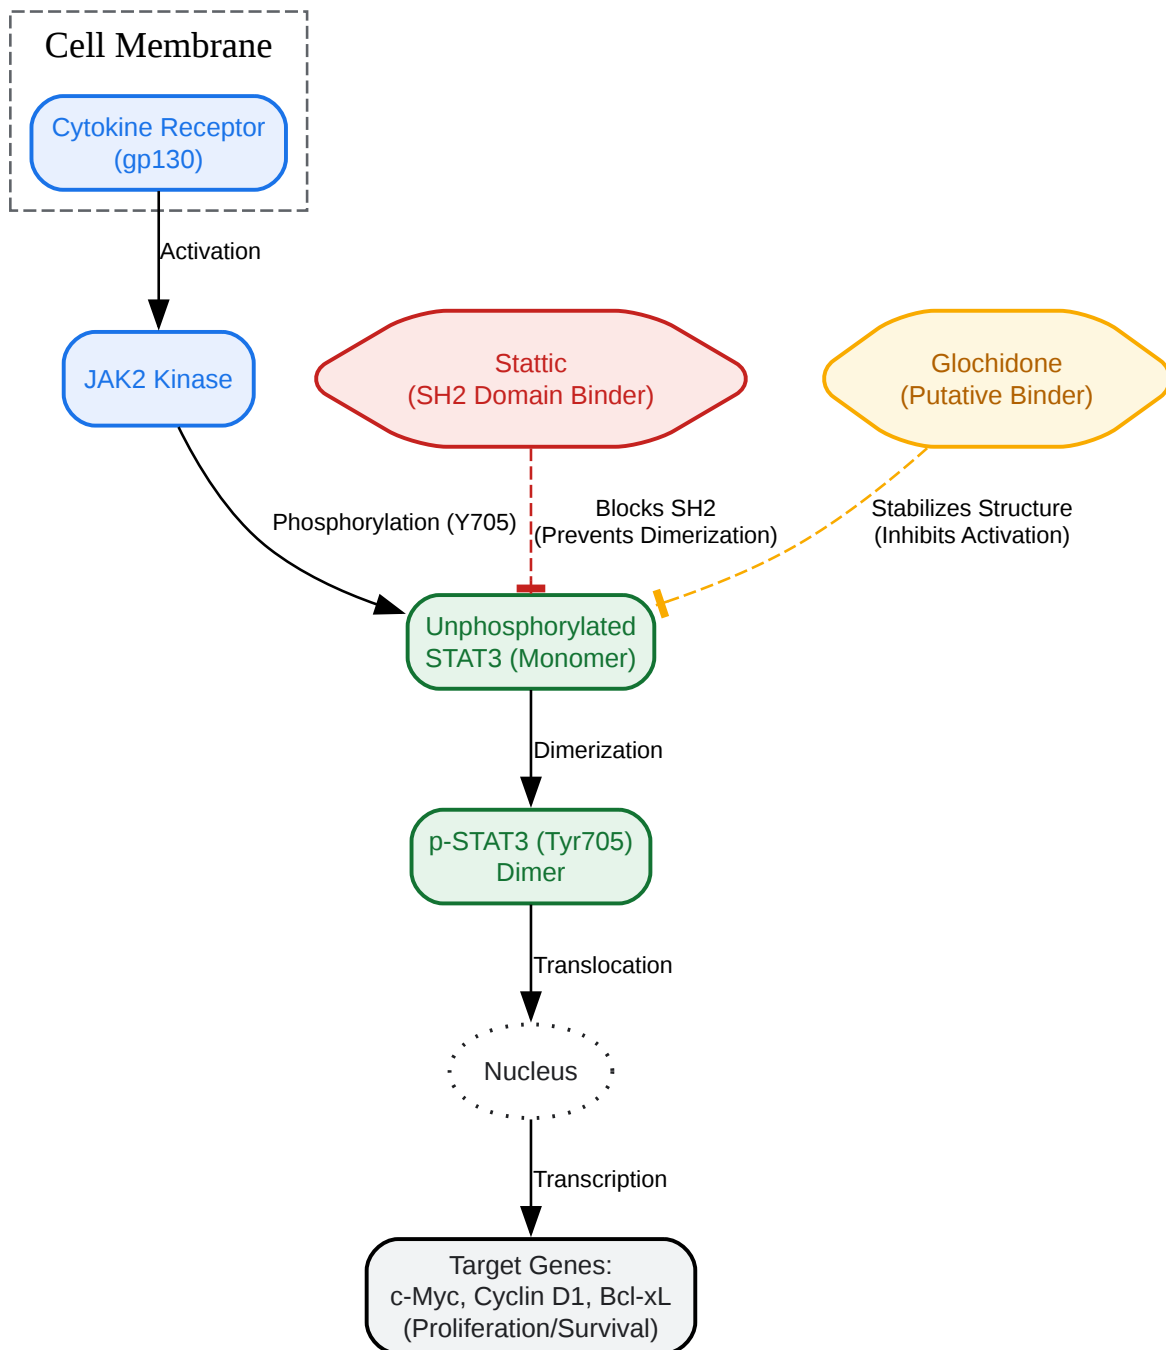 Cell Membrane
Cytokine Receptor
(gp130)
Activation
JAK2 Kinase
Stattic
(SH2 Domain Binder)
Glochidone
(Putative Binder)
Phosphorylation (Y705)
Blocks SH2
(Prevents Dimerization)
Stabilizes Structure
(Inhibits Activation)
Unphosphorylated
STAT3 (Monomer)
Dimerization
p-STAT3 (Tyr705)
Dimer
Translocation
Nucleus
Transcription
Target Genes:
c-Myc, Cyclin D1, Bcl-xL
(Proliferation/Survival)